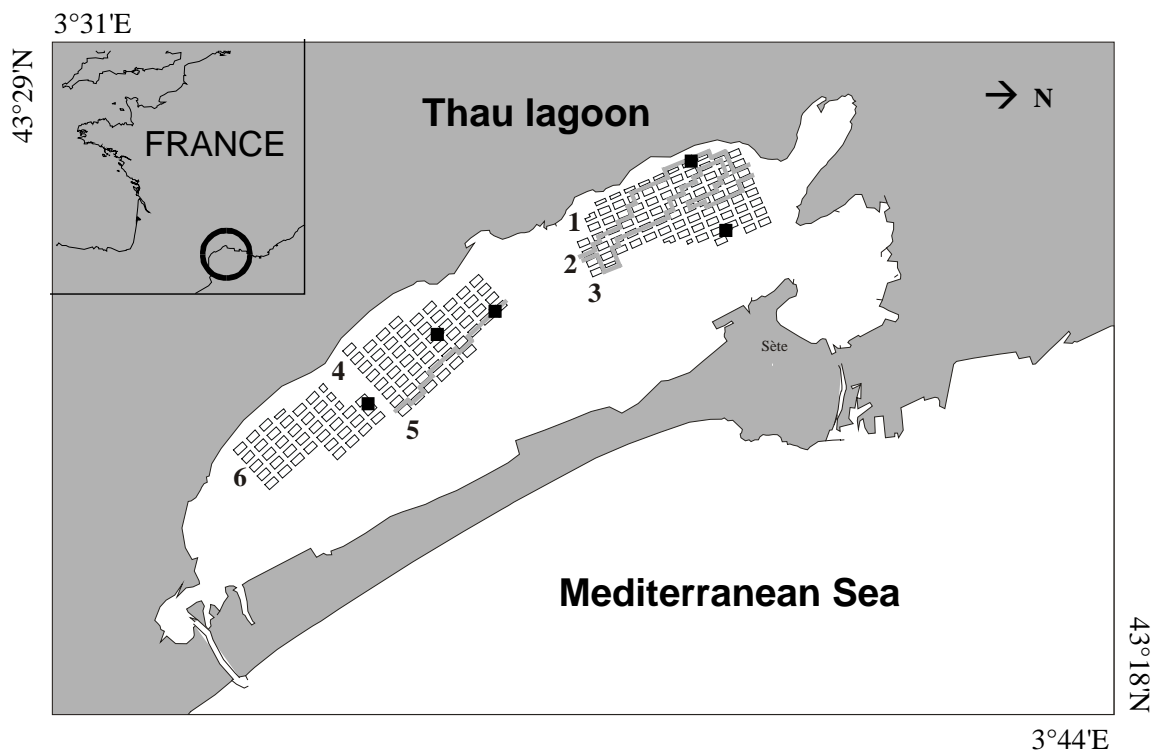 3°31'E
43°29'N
FRANCE
Thau lagoon
N
1
2
3
4
5
6
Sète
Mediterranean Sea
43°18'N
3°44'E